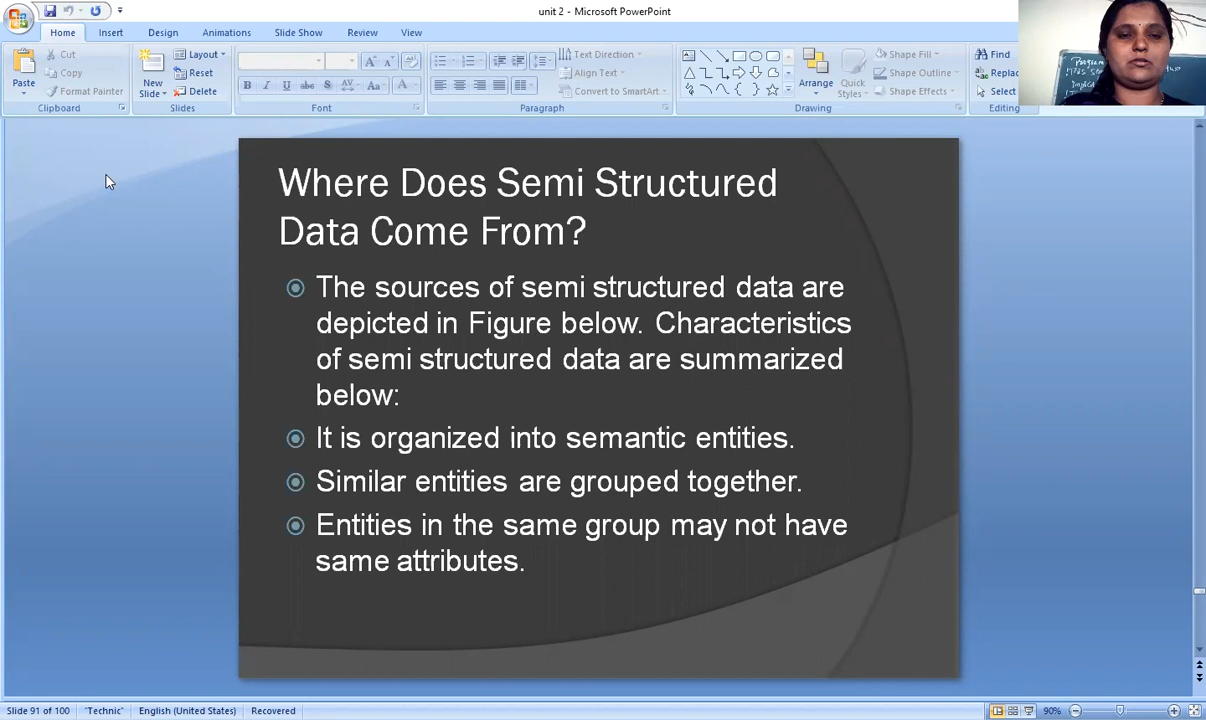 unit 2 - Microsoft PowerPoint
Home Insert Design Animations Slide Show Review View
Paste
Cut
Copy
Format Painter
Clipboard
New
Slide
Layout
Reset
Delete
Slides
B I U abc S AV Aa A
Font
Text Direction
Align Text
Convert to SmartArt
Paragraph
Arrange
Quick
Styles
Shape Fill
Shape Outline
Shape Effects
Drawing
Find
Replac
Select
Editing
Where Does Semi Structured
Data Come From?
The sources of semi structured data are
depicted in Figure below. Characteristics
of semi structured data are summarized
below:
It is organized into semantic entities.
Similar entities are grouped together.
Entities in the same group may not have
same attributes.
Slide 91 of 100 "Technic" English (United States) Recovered 90%